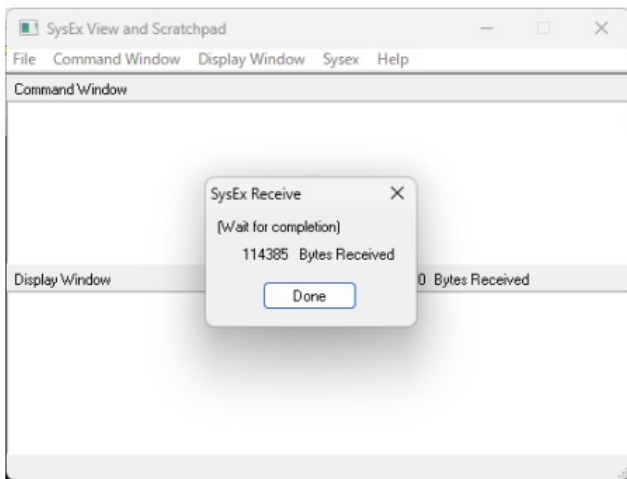 SysEx View and Scratchpad
File Command Window Display Window Sysex Help
Command Window
SysEx Receive
(Wait for completion)
114385 Bytes Received
Done
Display Window 0 Bytes Received